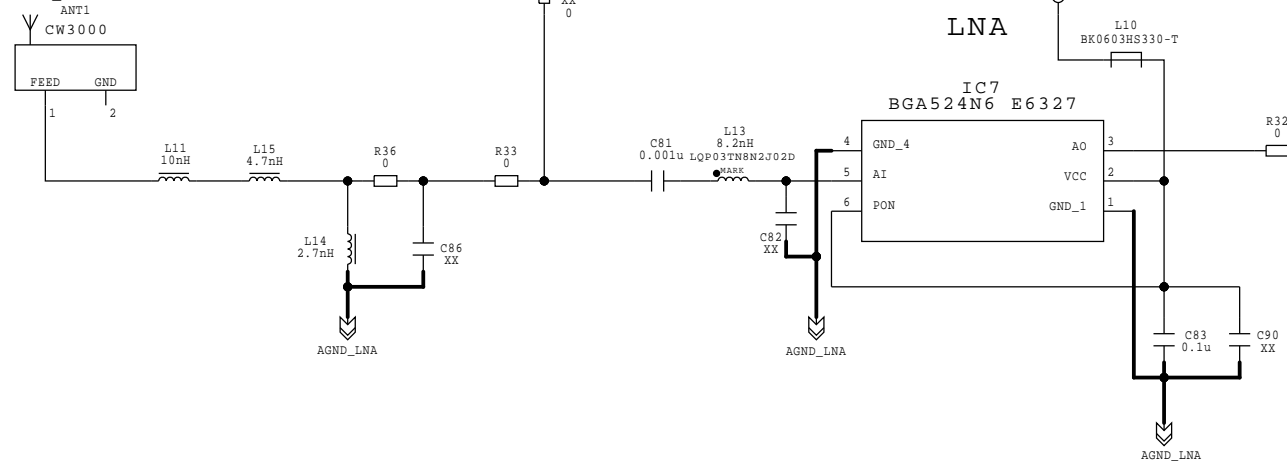 ANT1
CW3000
FEED GND
1 2
XX
0
LNA
L10
BK0603HS330-T
IC7
BGA524N6 E6327
R32
0
L11
10nH
L15
4.7nH
R36
0
R33
0
C81
0.001u
L13
8.2nH
LQP03TN8N2J02D
MARK
4 GND_4 AO 3
5 AI VCC 2
6 PON GND_1 1
L14
2.7nH
C86
XX
C82
XX
AGND_LNA
AGND_LNA
C83
0.1u
C90
XX
AGND_LNA